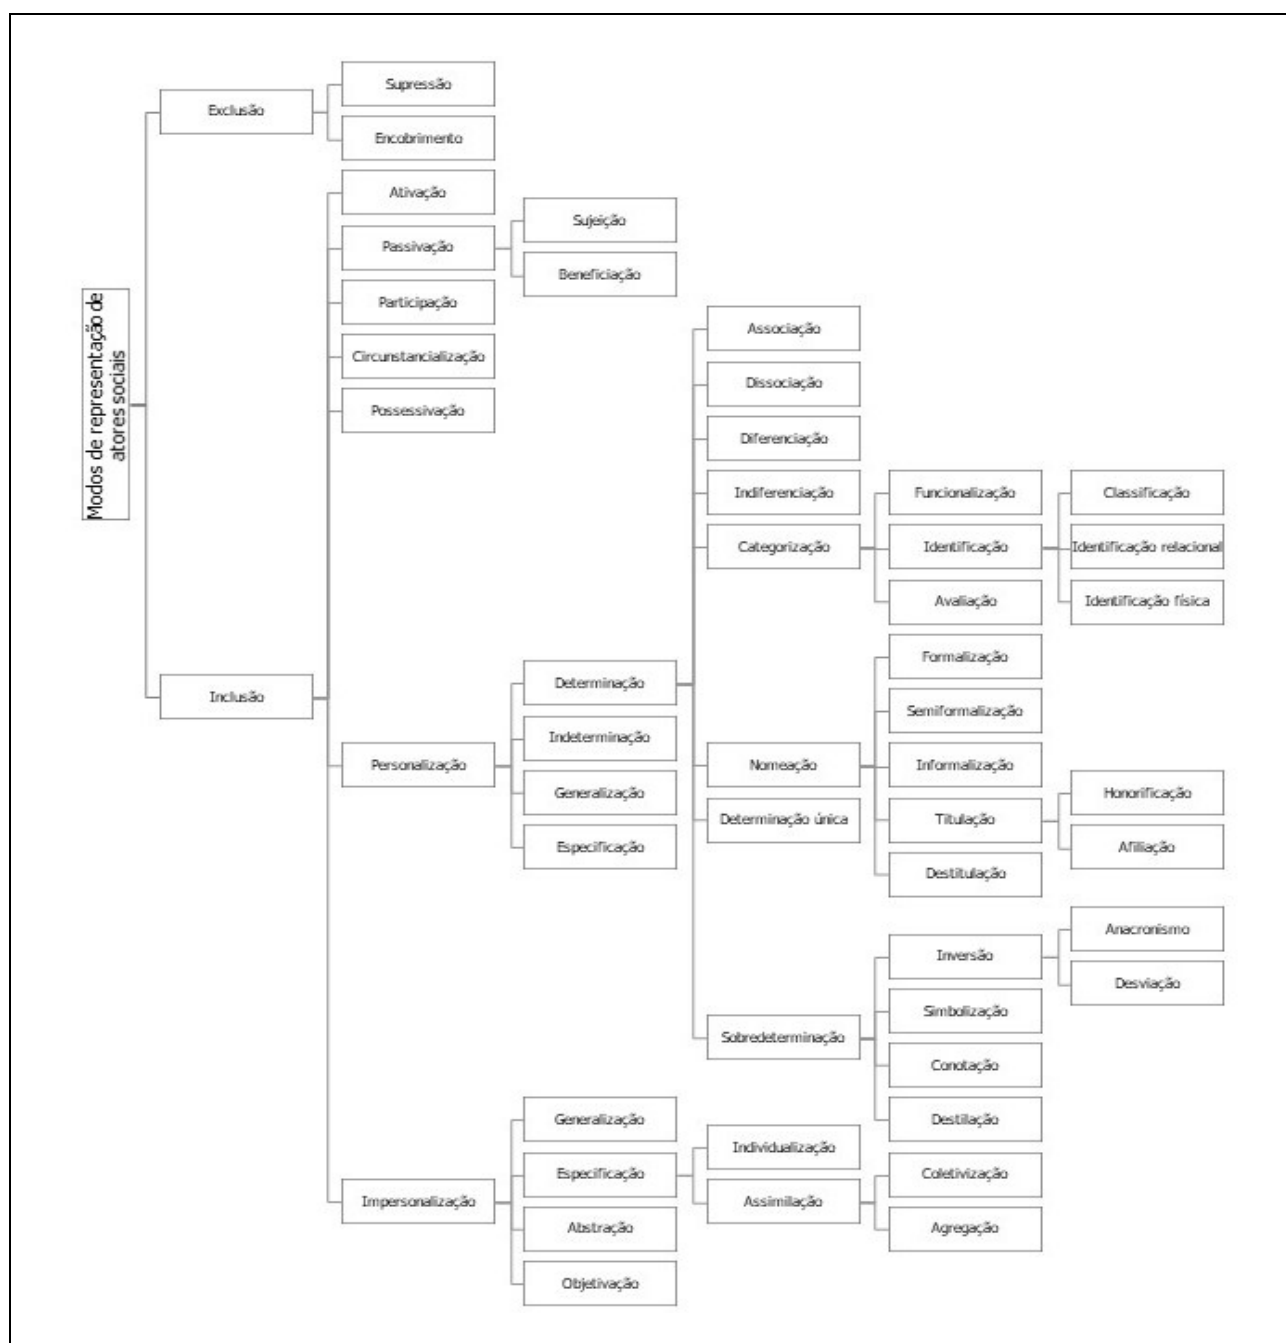 Modos de representação de
atores sociais
Exclusão
Supressão
Encobrimento
Inclusão
Ativação
Passivação
Sujeição
Beneficiação
Participação
Circunstancialização
Possessivação
Personalização
Determinação
Associação
Dissociação
Diferenciação
Indiferenciação
Categorização
Funcionalização
Identificação
Classificação
Identificação relacional
Identificação física
Avaliação
Nomeação
Formalização
Semiformalização
Informalização
Titulação
Honorificação
Afiliação
Destitulação
Determinação única
Sobredeterminação
Inversão
Anacronismo
Desviação
Simbolização
Conotação
Destilação
Indeterminação
Generalização
Especificação
Impersonalização
Generalização
Especificação
Individualização
Assimilação
Coletivização
Agregação
Abstração
Objetivação